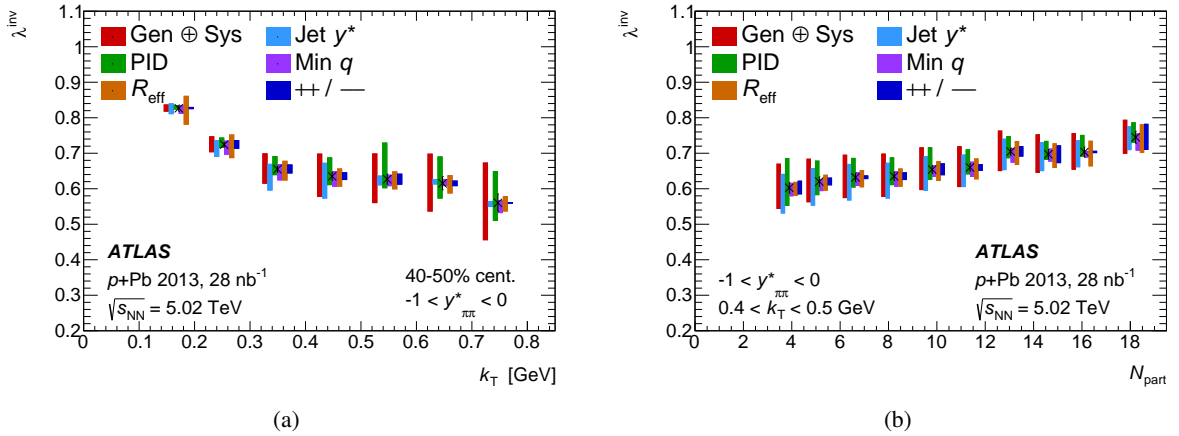 λ^inv
1.1
1
0.9
0.8
0.7
0.6
0.5
0.4
0.3
0.2
Gen ⊕ Sys
PID
R_eff
Jet y*
Min q
++ / —
ATLAS
p+Pb 2013, 28 nb⁻¹
√s_NN = 5.02 TeV
40-50% cent.
-1 < y*_ππ < 0
0 0.1 0.2 0.3 0.4 0.5 0.6 0.7 0.8
k_T [GeV]
(a)
λ^inv
1.1
1
0.9
0.8
0.7
0.6
0.5
0.4
0.3
0.2
Gen ⊕ Sys
PID
R_eff
Jet y*
Min q
++ / —
-1 < y*_ππ < 0
0.4 < k_T < 0.5 GeV
ATLAS
p+Pb 2013, 28 nb⁻¹
√s_NN = 5.02 TeV
0 2 4 6 8 10 12 14 16 18
N_part
(b)